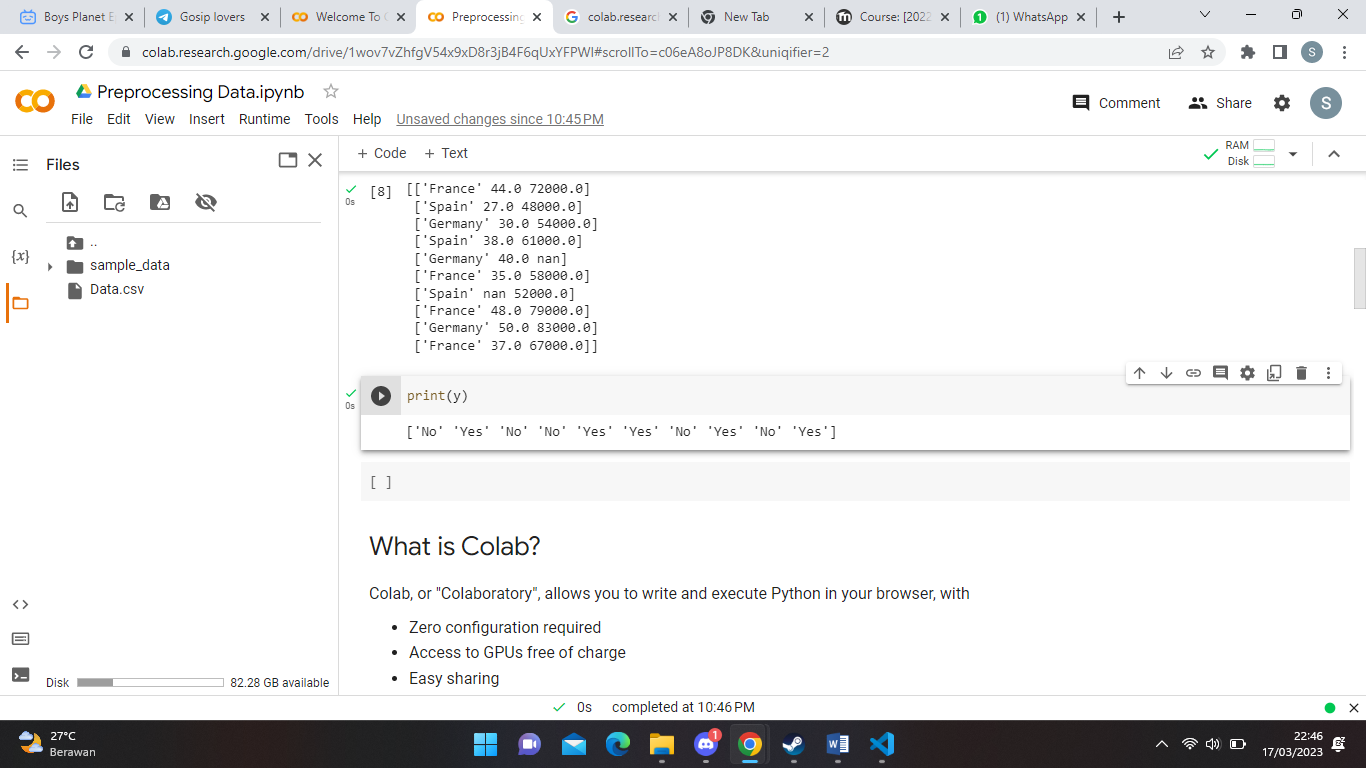 Boys Planet E
Gosip lovers
Welcome To C
Preprocessing
colab.researc
New Tab
Course: [2022
(1) WhatsApp
colab.research.google.com/drive/1wov7vZhfgV54x9xD8r3jB4F6qUxYFPWl#scrollTo=c06eA8oJP8DK&uniqifier=2
S
Preprocessing Data.ipynb
Comment
Share
S
File Edit View Insert Runtime Tools Help Unsaved changes since 10:45 PM
Files
+ Code + Text
RAM
Disk
..
sample_data
Data.csv
{x}
0s
[8]
[['France' 44.0 72000.0]
['Spain' 27.0 48000.0]
['Germany' 30.0 54000.0]
['Spain' 38.0 61000.0]
['Germany' 40.0 nan]
['France' 35.0 58000.0]
['Spain' nan 52000.0]
['France' 48.0 79000.0]
['Germany' 50.0 83000.0]
['France' 37.0 67000.0]]
0s
print(y)
['No' 'Yes' 'No' 'No' 'Yes' 'Yes' 'No' 'Yes' 'No' 'Yes']
[ ]
What is Colab?
Colab, or "Colaboratory", allows you to write and execute Python in your browser, with
• Zero configuration required
• Access to GPUs free of charge
• Easy sharing
Disk
82.28 GB available
0s completed at 10:46 PM
27°C
Berawan
1
22:46
17/03/2023